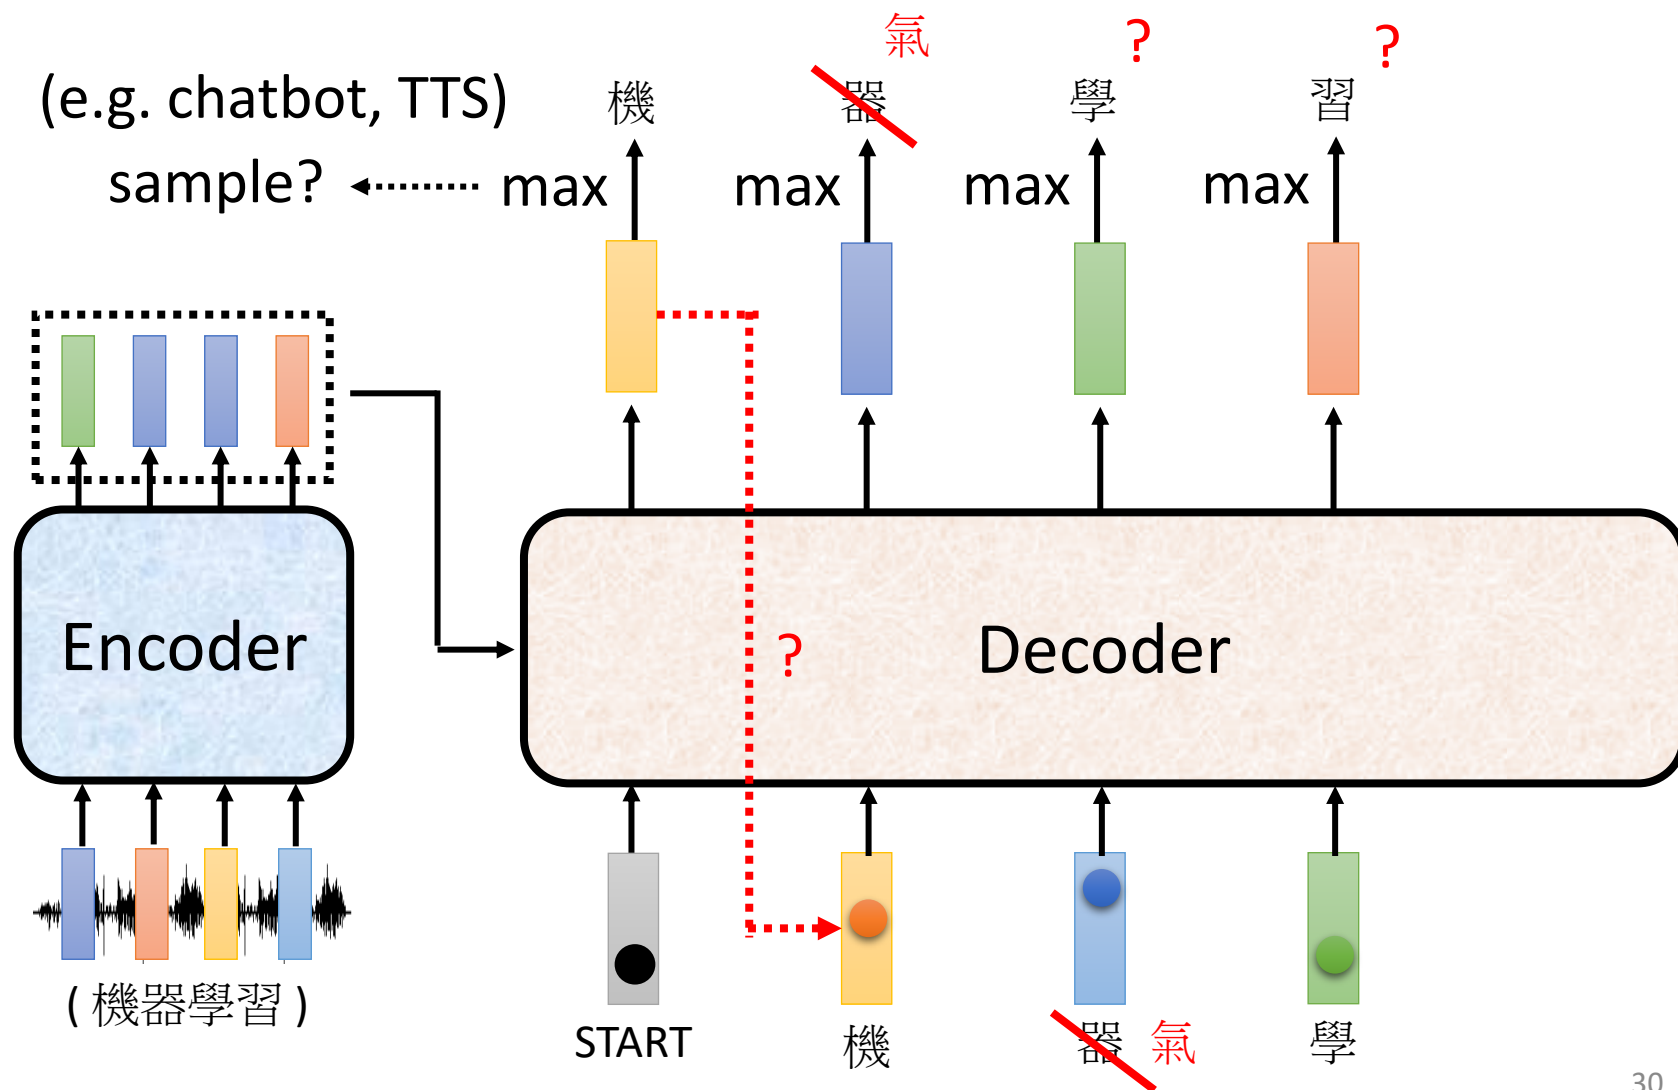 氣 ? ?
(e.g. chatbot, TTS) 機 器 學 習
sample? max max max max
Encoder
?
Decoder
( 機器學習 )
START 機 器 氣 學
30